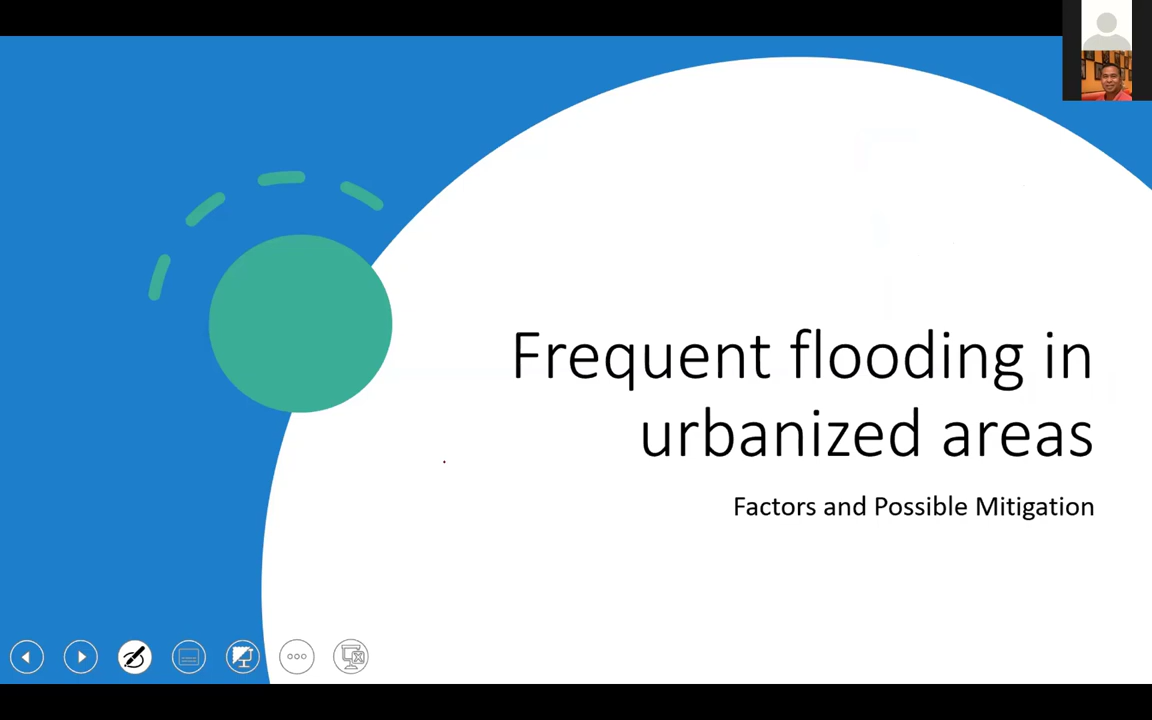 Frequent flooding in
urbanized areas
Factors and Possible Mitigation